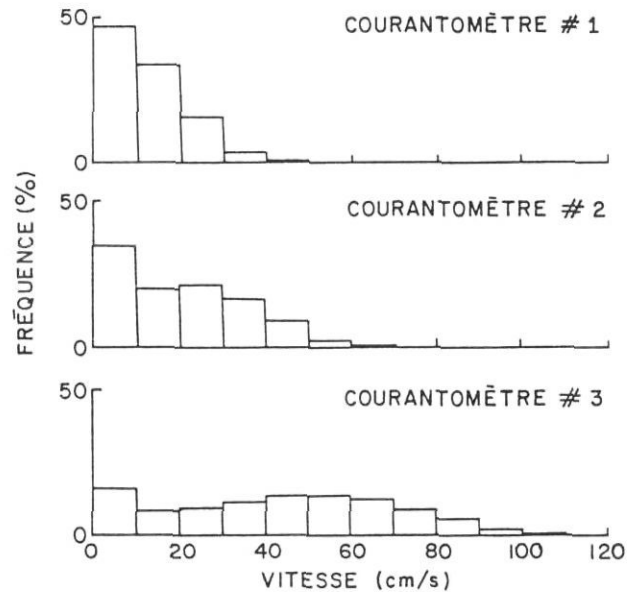 50
COURANTOMÈTRE # 1
0
50
COURANTOMÈTRE # 2
0
50
COURANTOMÈTRE # 3
0
FRÉQUENCE (%)
0 20 40 60 80 100 120
VITESSE (cm/s)